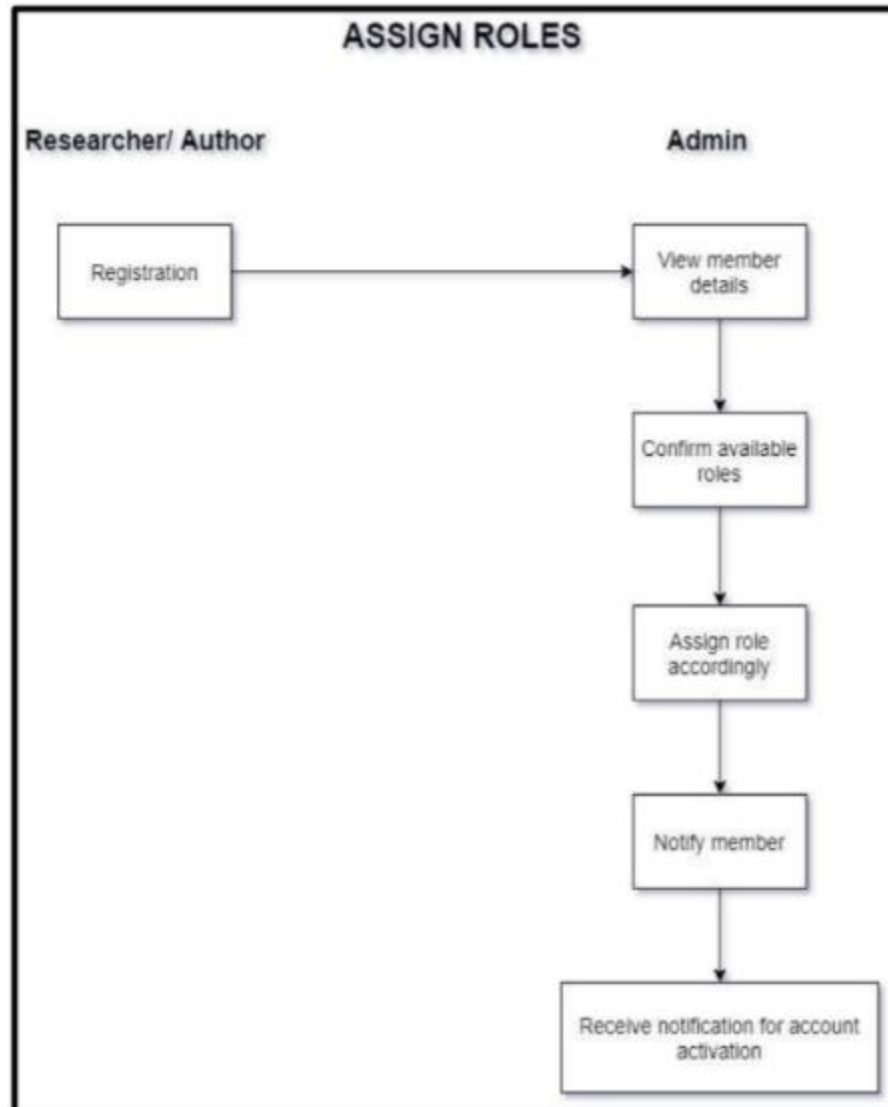 ASSIGN ROLES
Researcher/ Author
Admin
Registration
View member
details
Confirm available
roles
Assign role
accordingly
Notify member
Receive notification for account
activation